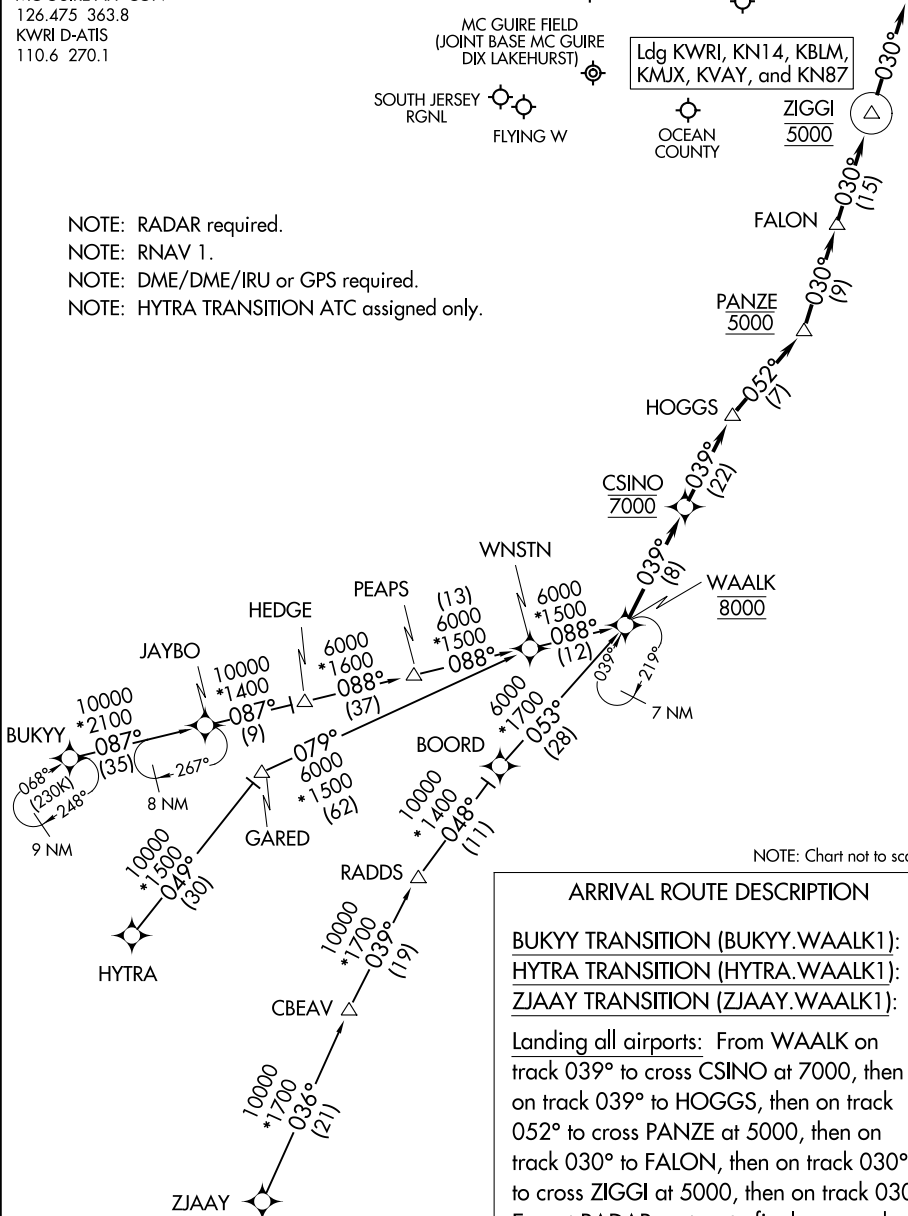 126.475 363.8
KWRI D-ATIS
110.6 270.1
MC GUIRE FIELD
(JOINT BASE MC GUIRE
DIX LAKEHURST)
Ldg KWRI, KN14, KBLM,
KMJX, KVAY, and KN87
SOUTH JERSEY
RGNL
FLYING W
OCEAN
COUNTY
030°
ZIGGI
5000
030°
(15)
FALON
NOTE: RADAR required.
NOTE: RNAV 1.
NOTE: DME/DME/IRU or GPS required.
NOTE: HYTRA TRANSITION ATC assigned only.
030°
(9)
PANZE
5000
052°
(7)
HOGGS
039°
(22)
CSINO
7000
039°
(8)
WAALK
8000
039°
219°
7 NM
WNSTN
6000
*1500
088°
(12)
PEAPS
(13)
6000
*1500
088°
HEDGE
6000
*1600
088°
(37)
JAYBO
10000
*1400
087°
(9)
267°
8 NM
BUKYY
10000
*2100
087°
(35)
068°
(230K)
248°
9 NM
079°
6000
*1500
(62)
GARED
10000
*1500
049°
(30)
HYTRA
6000
*1700
053°
(28)
BOORD
10000
*1400
048°
(11)
RADDS
10000
*1700
039°
(19)
CBEAV
10000
*1700
036°
(21)
ZJAAY
NOTE: Chart not to sca
ARRIVAL ROUTE DESCRIPTION
BUKYY TRANSITION (BUKYY.WAALK1):
HYTRA TRANSITION (HYTRA.WAALK1):
ZJAAY TRANSITION (ZJAAY.WAALK1):
Landing all airports: From WAALK on
track 039° to cross CSINO at 7000, then
on track 039° to HOGGS, then on track
052° to cross PANZE at 5000, then on
track 030° to FALON, then on track 030°
to cross ZIGGI at 5000, then on track 030